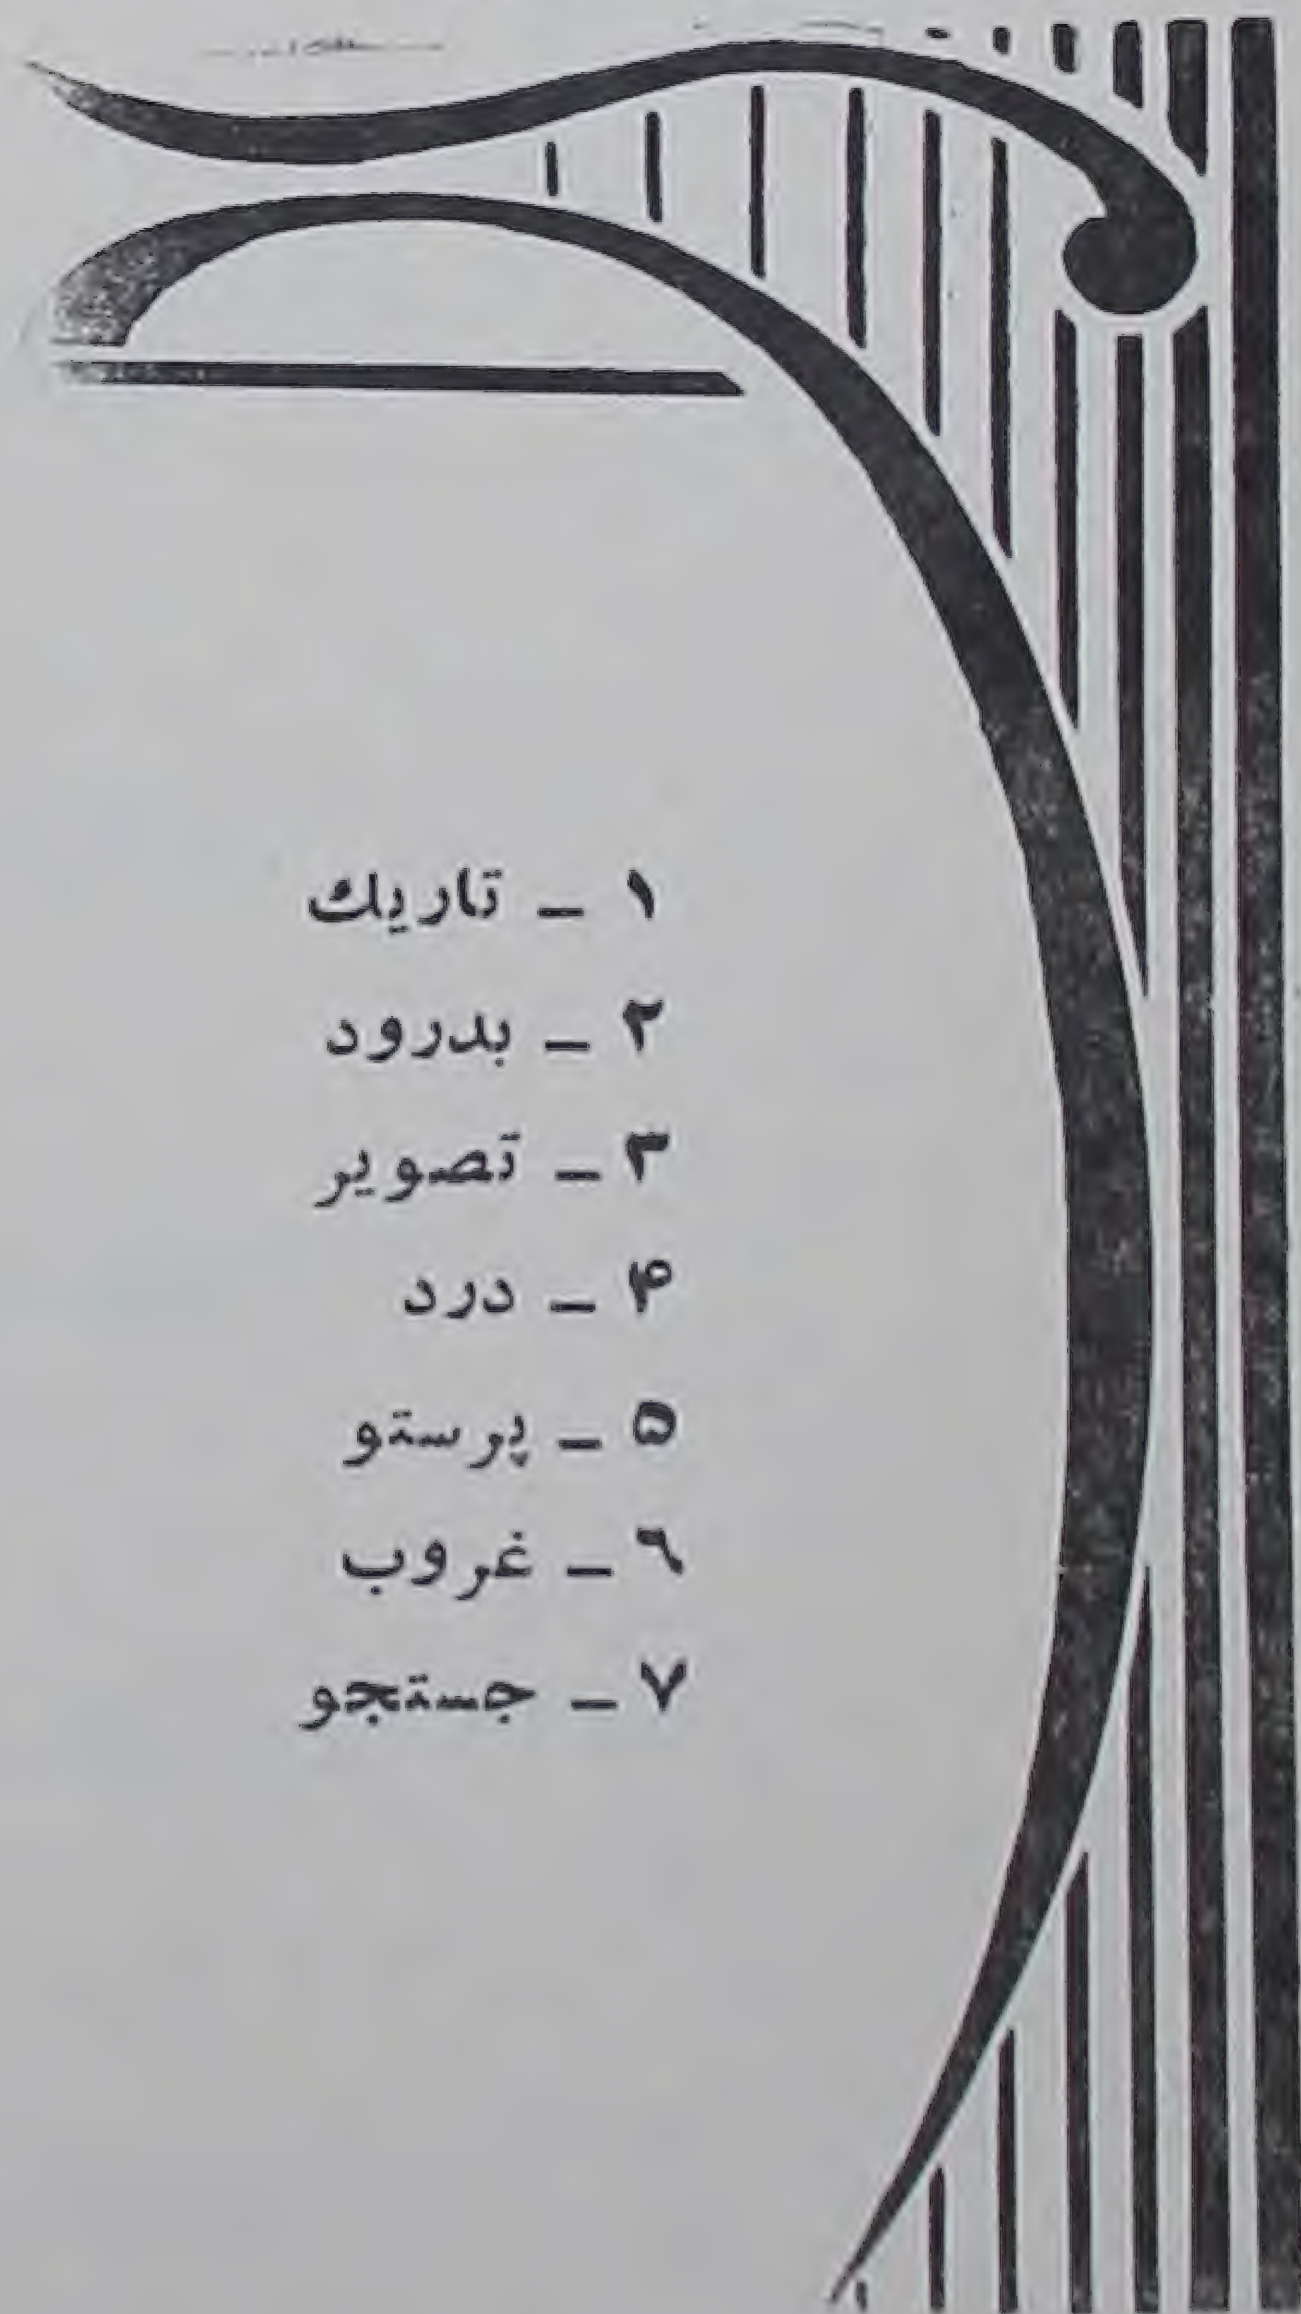 ۱ – تاریك
۲ – بدرود
۳ – تصویر
۴ – درد
۵ – پرستو
۶ – غروب
۷ – جستجو